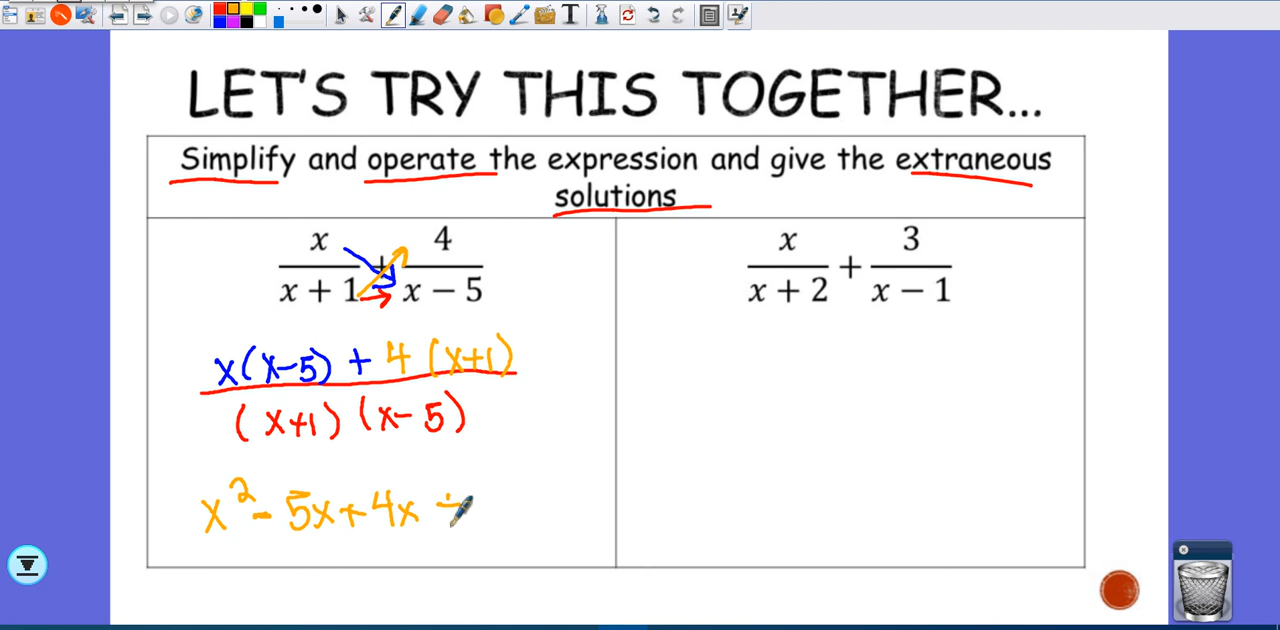 LET'S TRY THIS TOGETHER...
Simplify and operate the expression and give the extraneous
solutions
x/(x + 1) + 4/(x − 5)
x(x-5) + 4 (x+1)
(x+1) (x-5)
x² - 5x + 4x +
x/(x + 2) + 3/(x − 1)